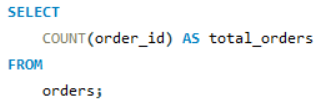 SELECT
    COUNT(order_id) AS total_orders
FROM
    orders;